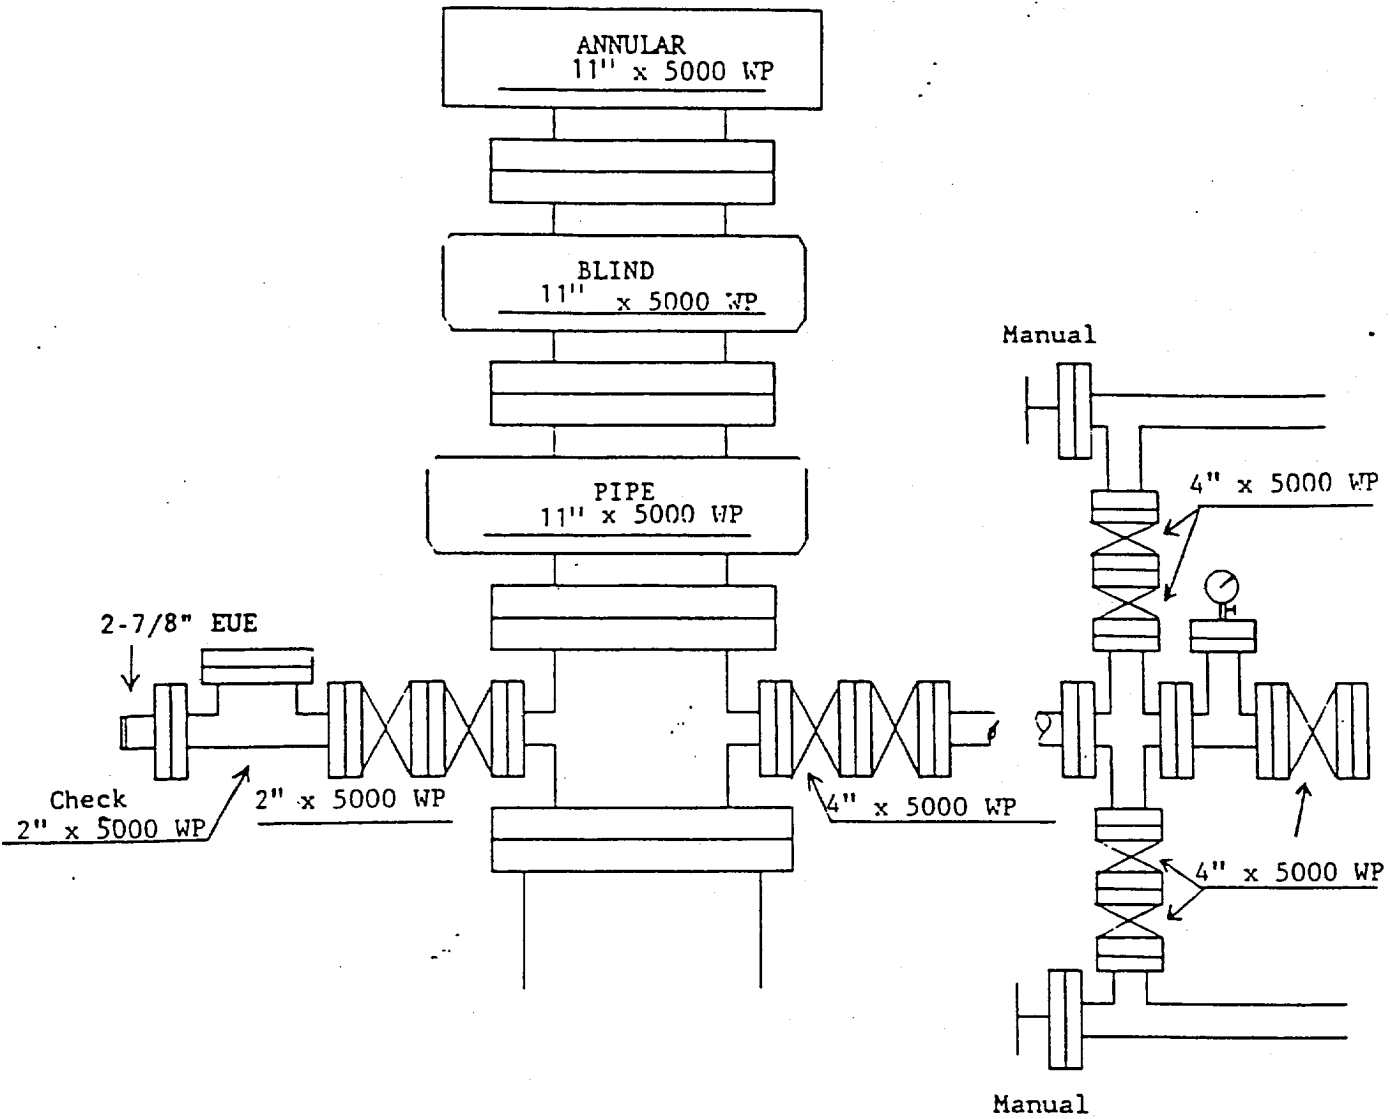 ANNULAR
11" x 5000 WP
BLIND
11" x 5000 WP
Manual
PIPE
11" x 5000 WP
4" x 5000 WP
2-7/8" EUE
Check
2" x 5000 WP
2" x 5000 WP
4" x 5000 WP
4" x 5000 WP
Manual